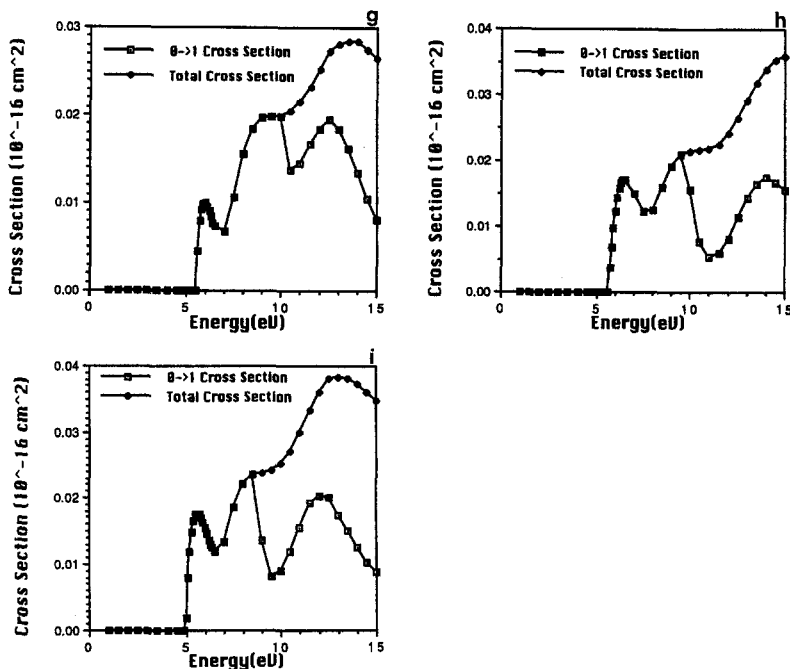 g
0.03
0.02
0.01
0.00
Cross Section (10^-16 cm^2)
0->1 Cross Section
Total Cross Section
0
5
10
15
Energy(eV)
h
0.04
0.03
0.02
0.01
0.00
Cross Section (10^-16 cm^2)
0->1 Cross Section
Total Cross Section
0
5
10
15
Energy(eV)
i
0.04
0.03
0.02
0.01
0.00
Cross Section (10^-16 cm^2)
0->1 Cross Section
Total Cross Section
0
5
10
15
Energy(eV)